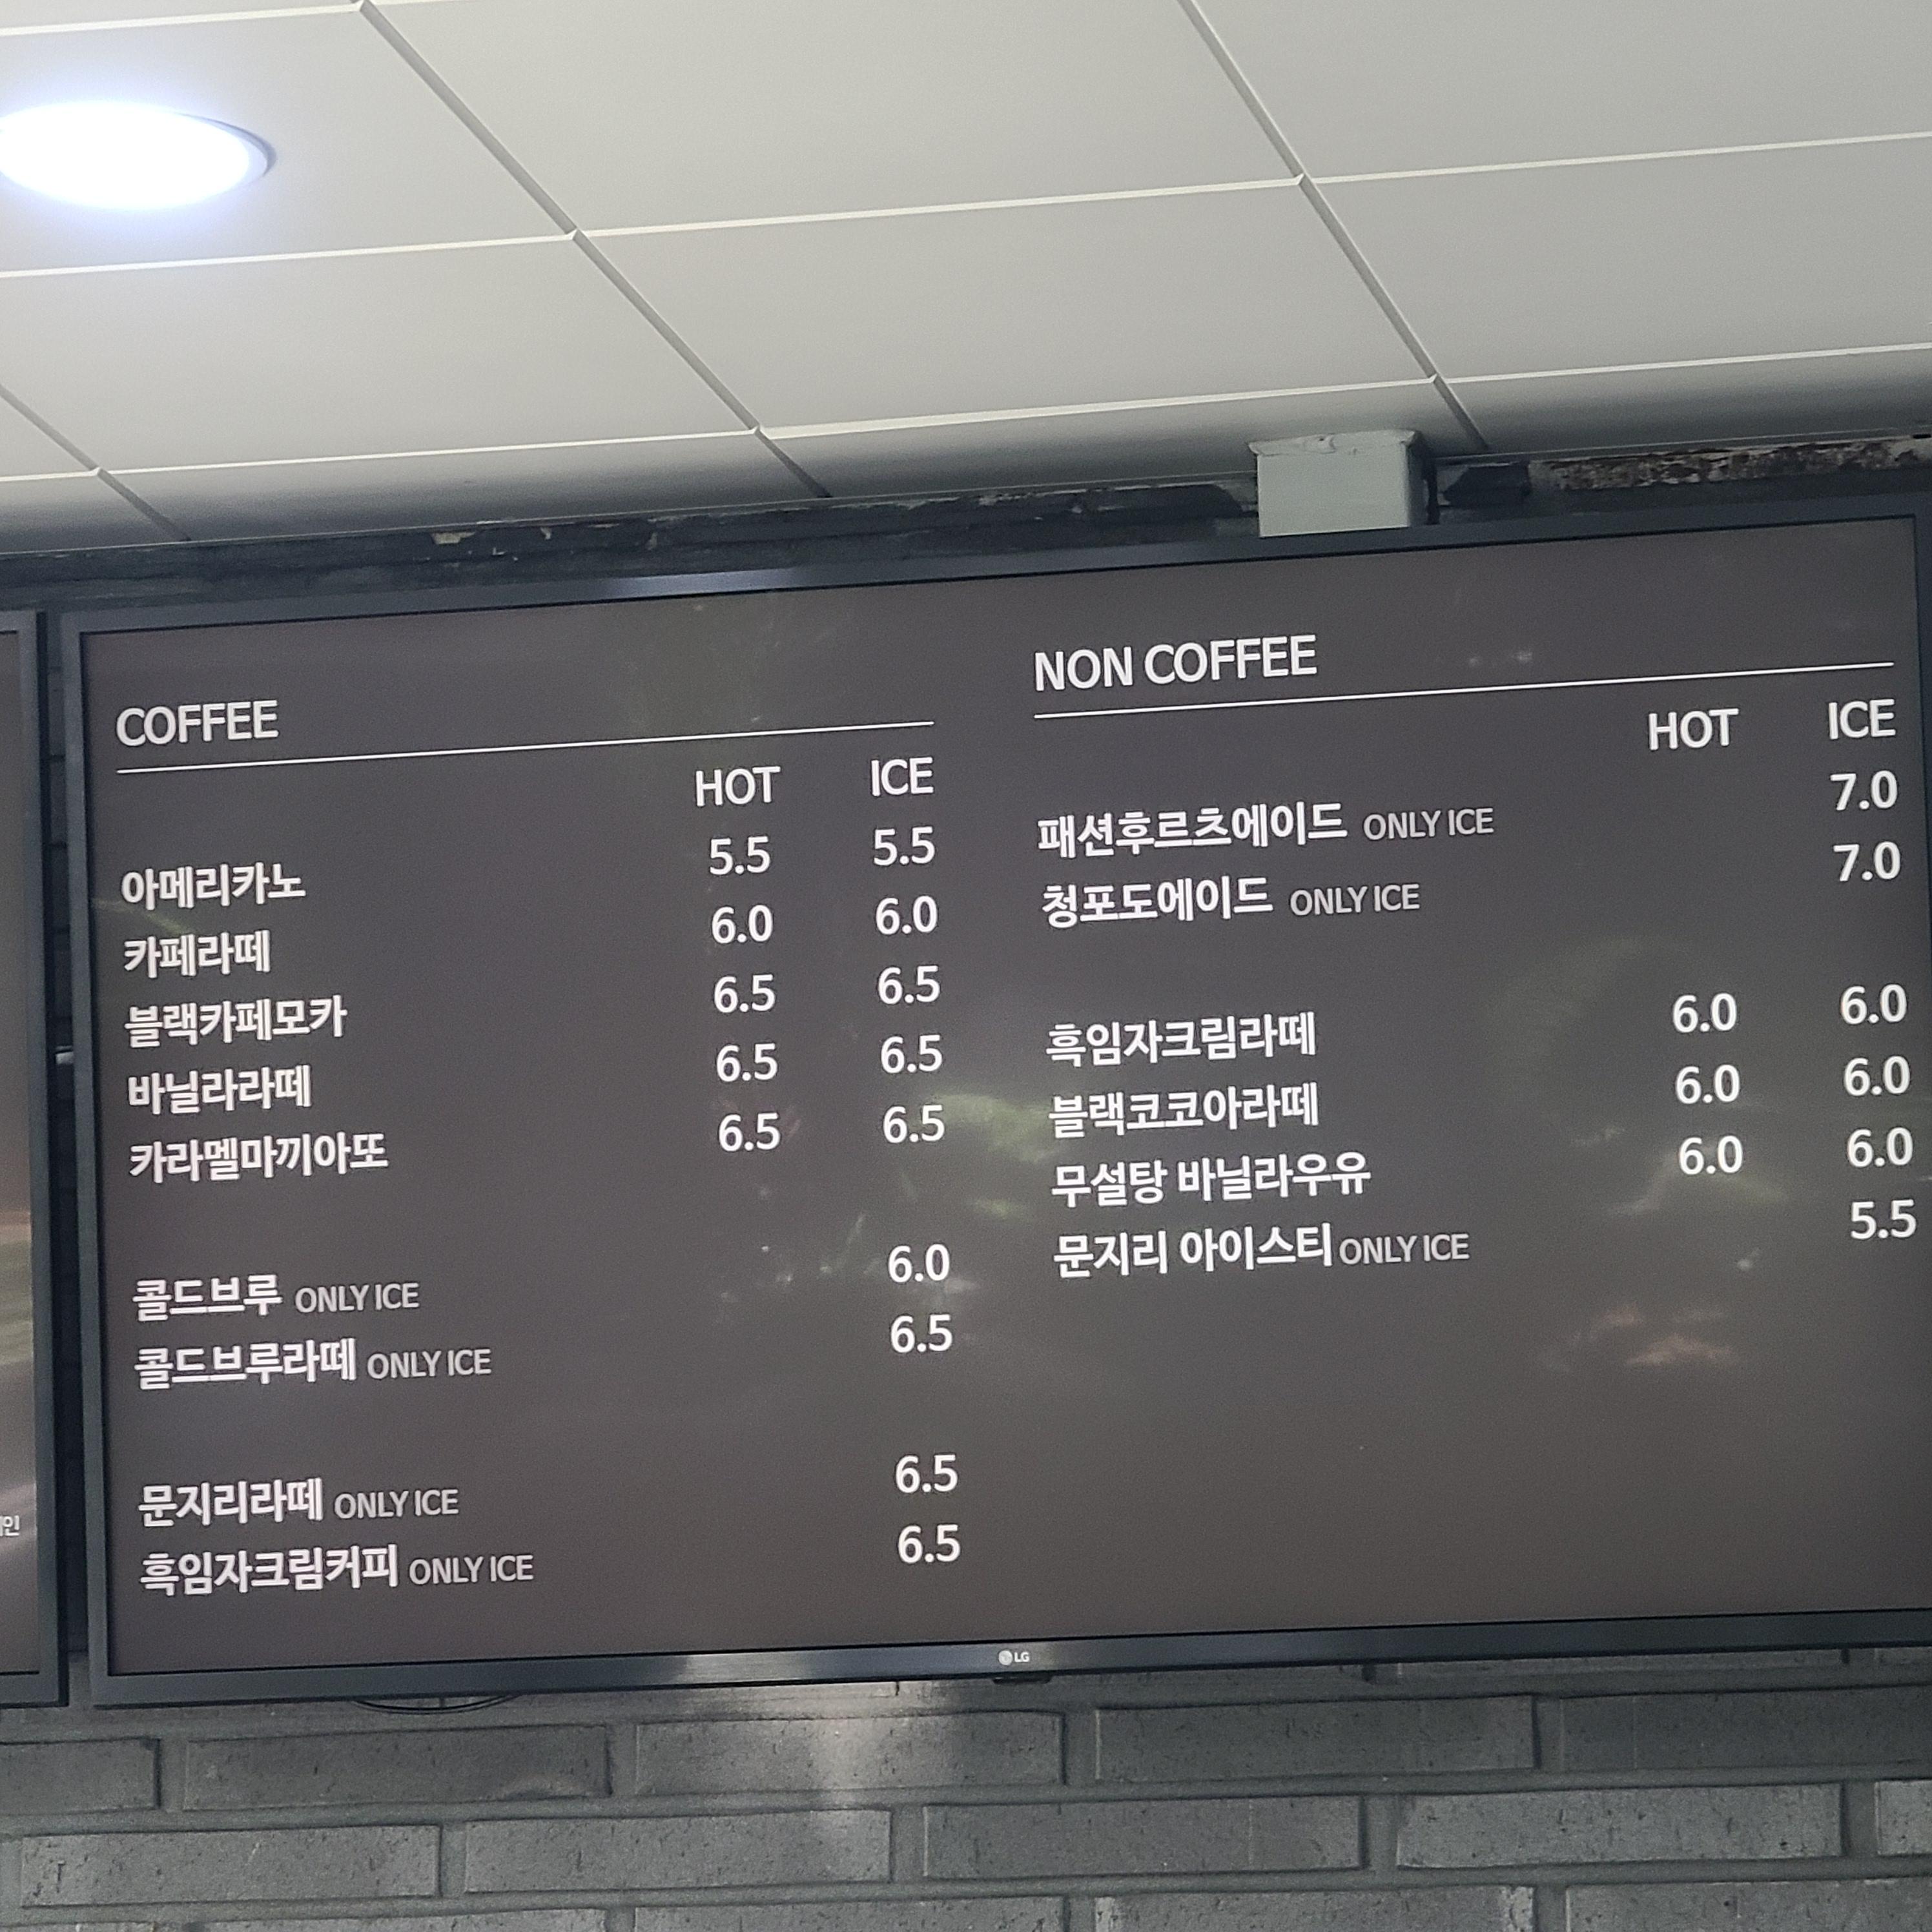 COFFEE
HOT ICE
아메리카노 5.5 5.5
카페라떼 6.0 6.0
블랙카페모카 6.5 6.5
바닐라라떼 6.5 6.5
카라멜마끼아또 6.5 6.5
콜드브루 ONLY ICE 6.0
콜드브루라떼 ONLY ICE 6.5
문지리라떼 ONLY ICE 6.5
흑임자크림커피 ONLY ICE 6.5
NON COFFEE
HOT ICE
패션후르츠에이드 ONLY ICE 7.0
청포도에이드 ONLY ICE 7.0
흑임자크림라떼 6.0 6.0
블랙코코아라떼 6.0 6.0
무설탕 바닐라우유 6.0 6.0
문지리 아이스티 ONLY ICE 5.5
LG